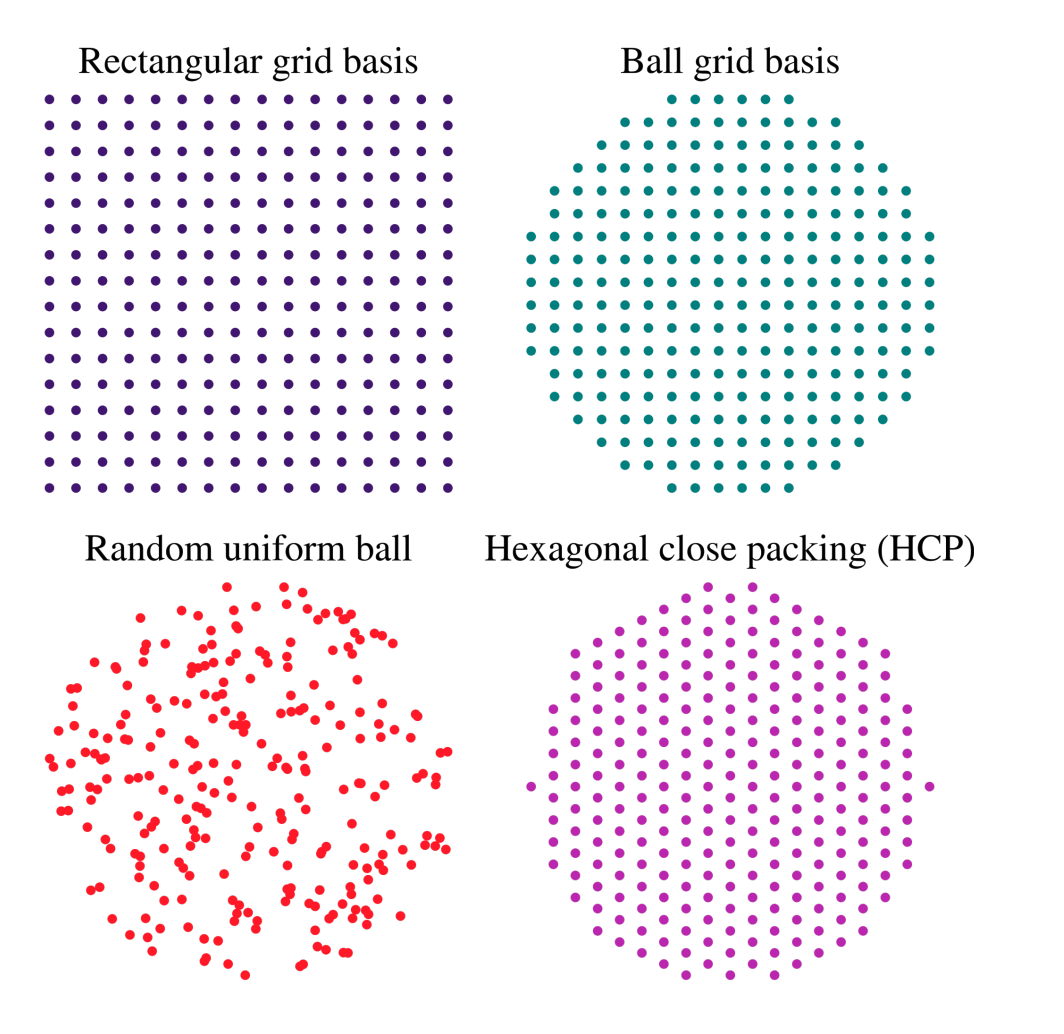 Rectangular grid basis
Ball grid basis
Random uniform ball
Hexagonal close packing (HCP)